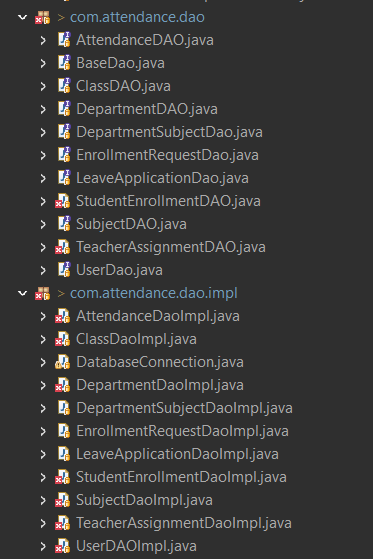 > com.attendance.dao
> AttendanceDAO.java
> BaseDao.java
> ClassDAO.java
> DepartmentDAO.java
> DepartmentSubjectDao.java
> EnrollmentRequestDao.java
> LeaveApplicationDao.java
> StudentEnrollmentDAO.java
> SubjectDAO.java
> TeacherAssignmentDAO.java
> UserDao.java
> com.attendance.dao.impl
> AttendanceDaoImpl.java
> ClassDaoImpl.java
> DatabaseConnection.java
> DepartmentDaoImpl.java
> DepartmentSubjectDaoImpl.java
> EnrollmentRequestDaoImpl.java
> LeaveApplicationDaoImpl.java
> StudentEnrollmentDaoImpl.java
> SubjectDaoImpl.java
> TeacherAssignmentDaoImpl.java
> UserDAOImpl.java